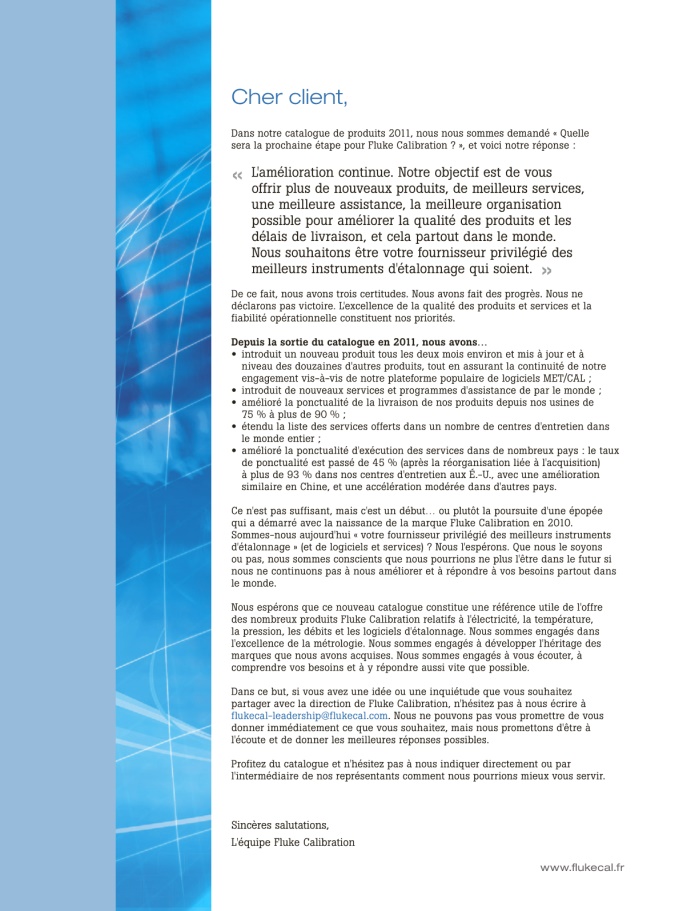 Cher client,
Dans notre catalogue de produits 2011, nous nous sommes demandé « Quelle
sera la prochaine étape pour Fluke Calibration ? », et voici notre réponse :
« L'amélioration continue. Notre objectif est de vous
offrir plus de nouveaux produits, de meilleurs services,
une meilleure assistance, la meilleure organisation
possible pour améliorer la qualité des produits et les
délais de livraison, et cela partout dans le monde.
Nous souhaitons être votre fournisseur privilégié des
meilleurs instruments d'étalonnage qui soient. »
De ce fait, nous avons trois certitudes. Nous avons fait des progrès. Nous ne
déclarons pas victoire. L'excellence de la qualité des produits et services et la
fiabilité opérationnelle constituent nos priorités.
Depuis la sortie du catalogue en 2011, nous avons…
• introduit un nouveau produit tous les deux mois environ et mis à jour et à
niveau des douzaines d'autres produits, tout en assurant la continuité de notre
engagement vis-à-vis de notre plateforme populaire de logiciels MET/CAL ;
• introduit de nouveaux services et programmes d'assistance de par le monde ;
• amélioré la ponctualité de la livraison de nos produits depuis nos usines de
75 % à plus de 90 % ;
• étendu la liste des services offerts dans un nombre de centres d'entretien dans
le monde entier ;
• amélioré la ponctualité d'exécution des services dans de nombreux pays : le taux
de ponctualité est passé de 45 % (après la réorganisation liée à l'acquisition)
à plus de 93 % dans nos centres d'entretien aux É.-U., avec une amélioration
similaire en Chine, et une accélération modérée dans d'autres pays.
Ce n'est pas suffisant, mais c'est un début… ou plutôt la poursuite d'une épopée
qui a démarré avec la naissance de la marque Fluke Calibration en 2010.
Sommes-nous aujourd'hui « votre fournisseur privilégié des meilleurs instruments
d'étalonnage » (et de logiciels et services) ? Nous l'espérons. Que nous le soyons
ou pas, nous sommes conscients que nous pourrions ne plus l'être dans le futur si
nous ne continuons pas à nous améliorer et à répondre à vos besoins partout dans
le monde.
Nous espérons que ce nouveau catalogue constitue une référence utile de l'offre
des nombreux produits Fluke Calibration relatifs à l'électricité, la température,
la pression, les débits et les logiciels d'étalonnage. Nous sommes engagés dans
l'excellence de la métrologie. Nous sommes engagés à développer l'héritage des
marques que nous avons acquises. Nous sommes engagés à vous écouter, à
comprendre vos besoins et à y répondre aussi vite que possible.
Dans ce but, si vous avez une idée ou une inquiétude que vous souhaitez
partager avec la direction de Fluke Calibration, n'hésitez pas à nous écrire à
flukecal-leadership@flukecal.com. Nous ne pouvons pas vous promettre de vous
donner immédiatement ce que vous souhaitez, mais nous promettons d'être à
l'écoute et de donner les meilleures réponses possibles.
Profitez du catalogue et n'hésitez pas à nous indiquer directement ou par
l'intermédiaire de nos représentants comment nous pourrions mieux vous servir.
Sincères salutations,
L'équipe Fluke Calibration
www.flukecal.fr